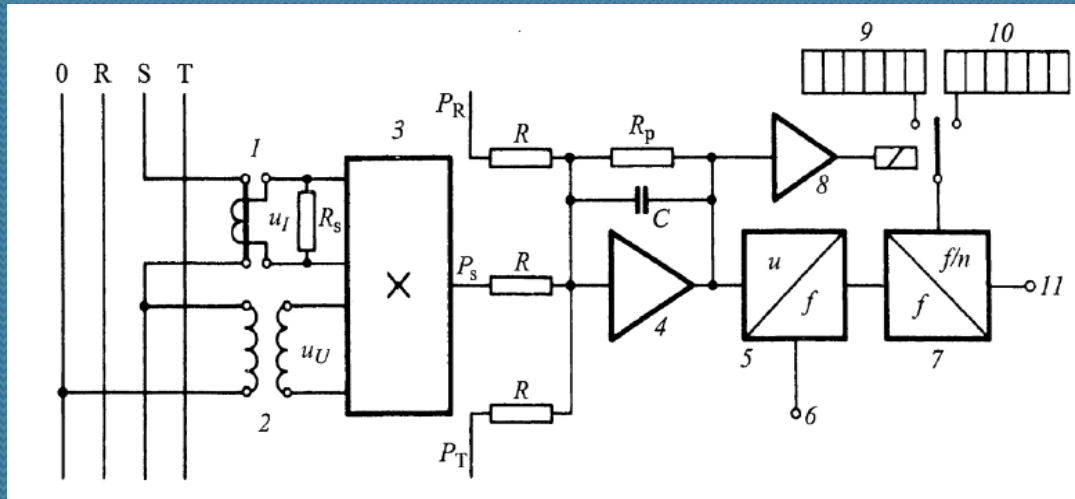 9 10
0 R S T
1 3
P_R R R_p
8
u_I R_s C
× P_s R f/n
u 11
f f
u_U 4 5 7
2 R 6
P_T